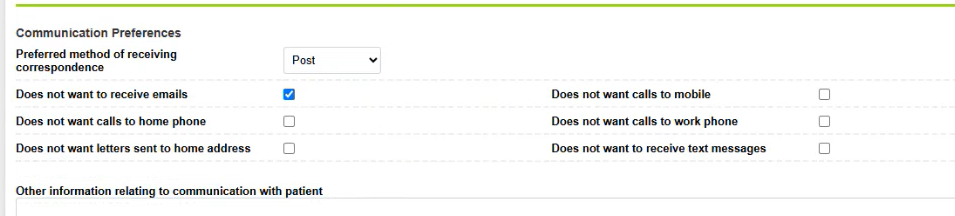 Communication Preferences
Preferred method of receiving
correspondence
Post
Does not want to receive emails
Does not want calls to mobile
Does not want calls to home phone
Does not want calls to work phone
Does not want letters sent to home address
Does not want to receive text messages
Other information relating to communication with patient